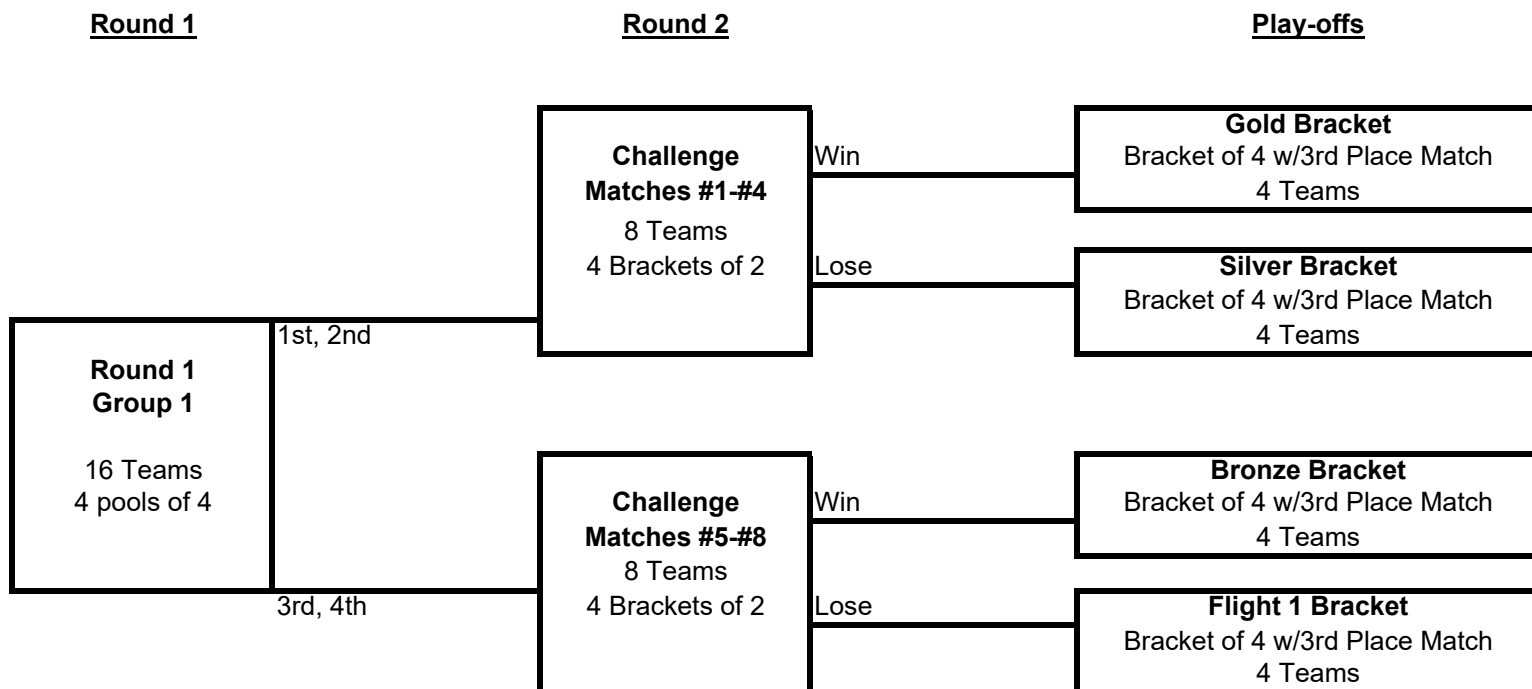 Round 1
Round 2
Play-offs
Round 1
Group 1
16 Teams
4 pools of 4
1st, 2nd
3rd, 4th
Challenge
Matches #1-#4
8 Teams
4 Brackets of 2
Win
Lose
Challenge
Matches #5-#8
8 Teams
4 Brackets of 2
Win
Lose
Gold Bracket
Bracket of 4 w/3rd Place Match
4 Teams
Silver Bracket
Bracket of 4 w/3rd Place Match
4 Teams
Bronze Bracket
Bracket of 4 w/3rd Place Match
4 Teams
Flight 1 Bracket
Bracket of 4 w/3rd Place Match
4 Teams